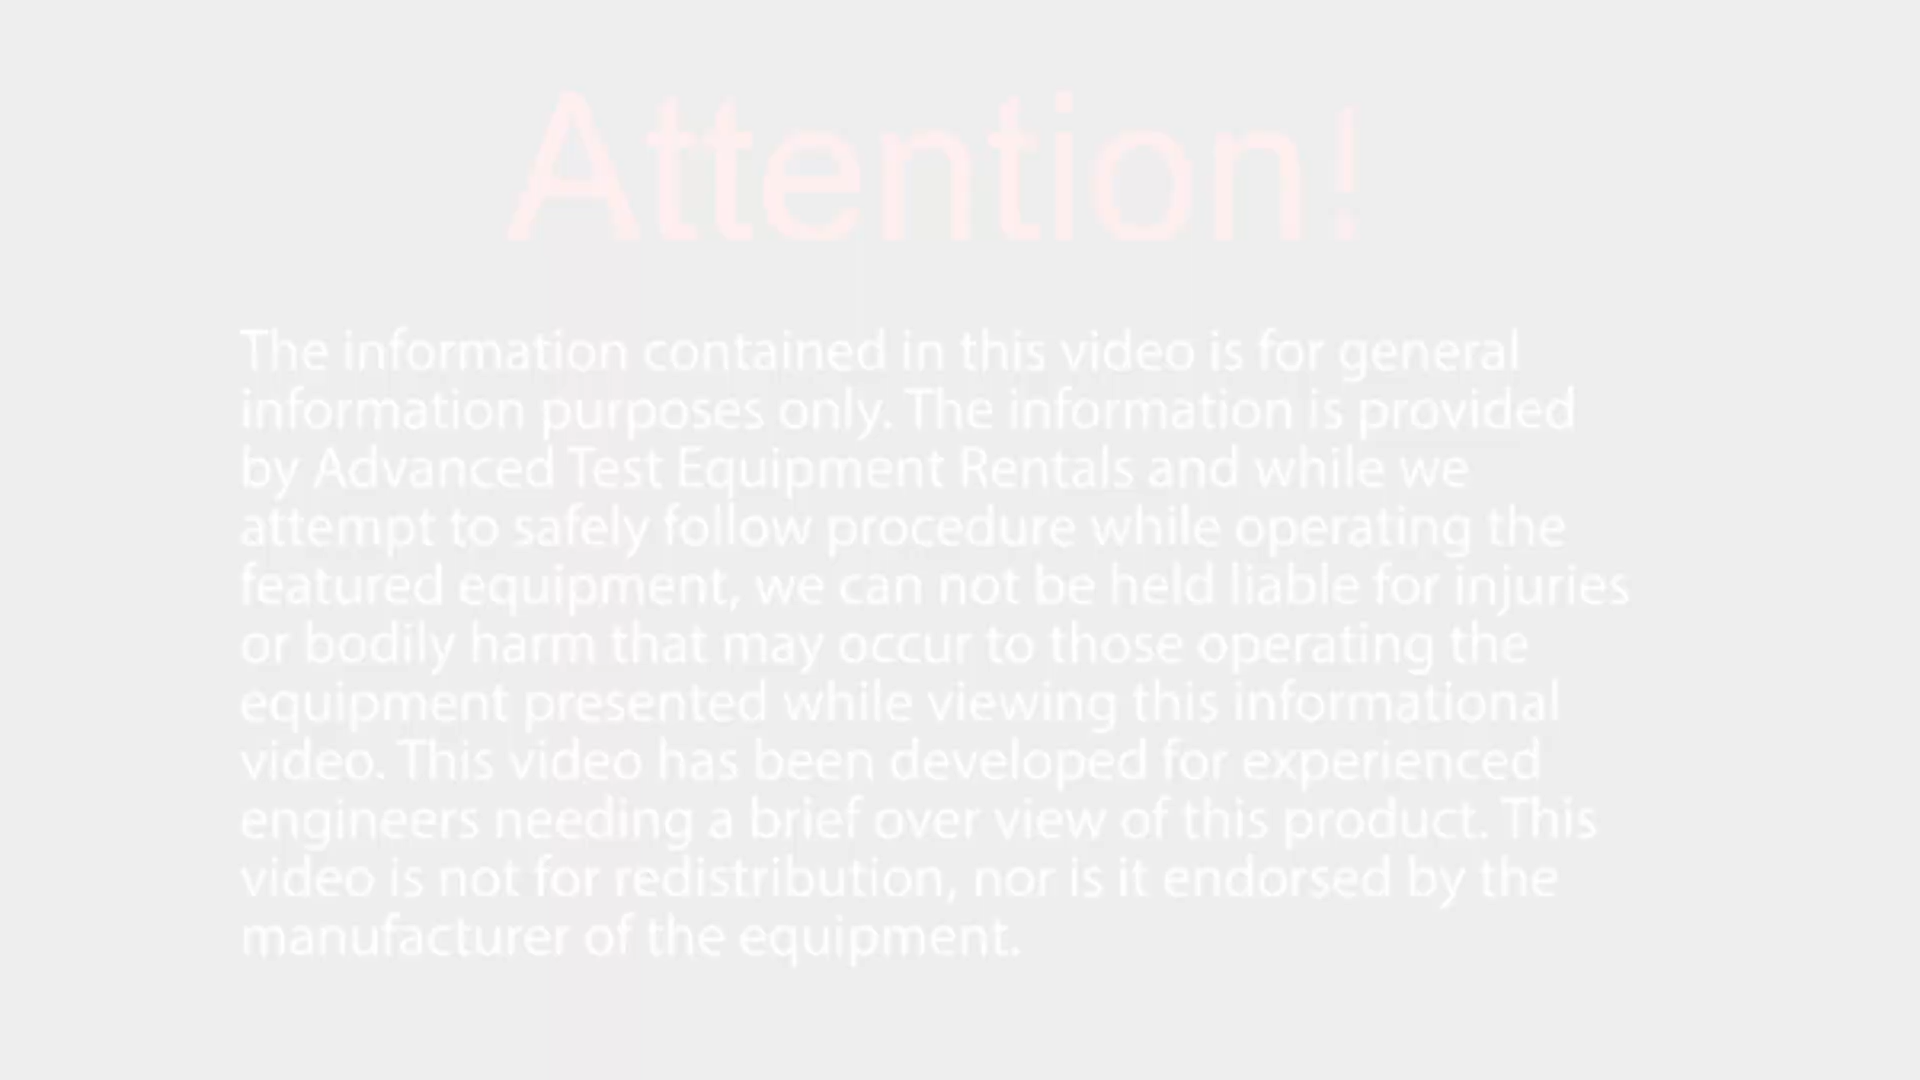 Attention!
The information contained in this video is for general
information purposes only. The information is provided
by Advanced Test Equipment Rentals and while we
attempt to safely follow procedure while operating the
featured equipment, we can not be held liable for injuries
or bodily harm that may occur to those operating the
equipment presented while viewing this informational
video. This video has been developed for experienced
engineers needing a brief over view of this product. This
video is not for redistribution, nor is it endorsed by the
manufacturer of the equipment.